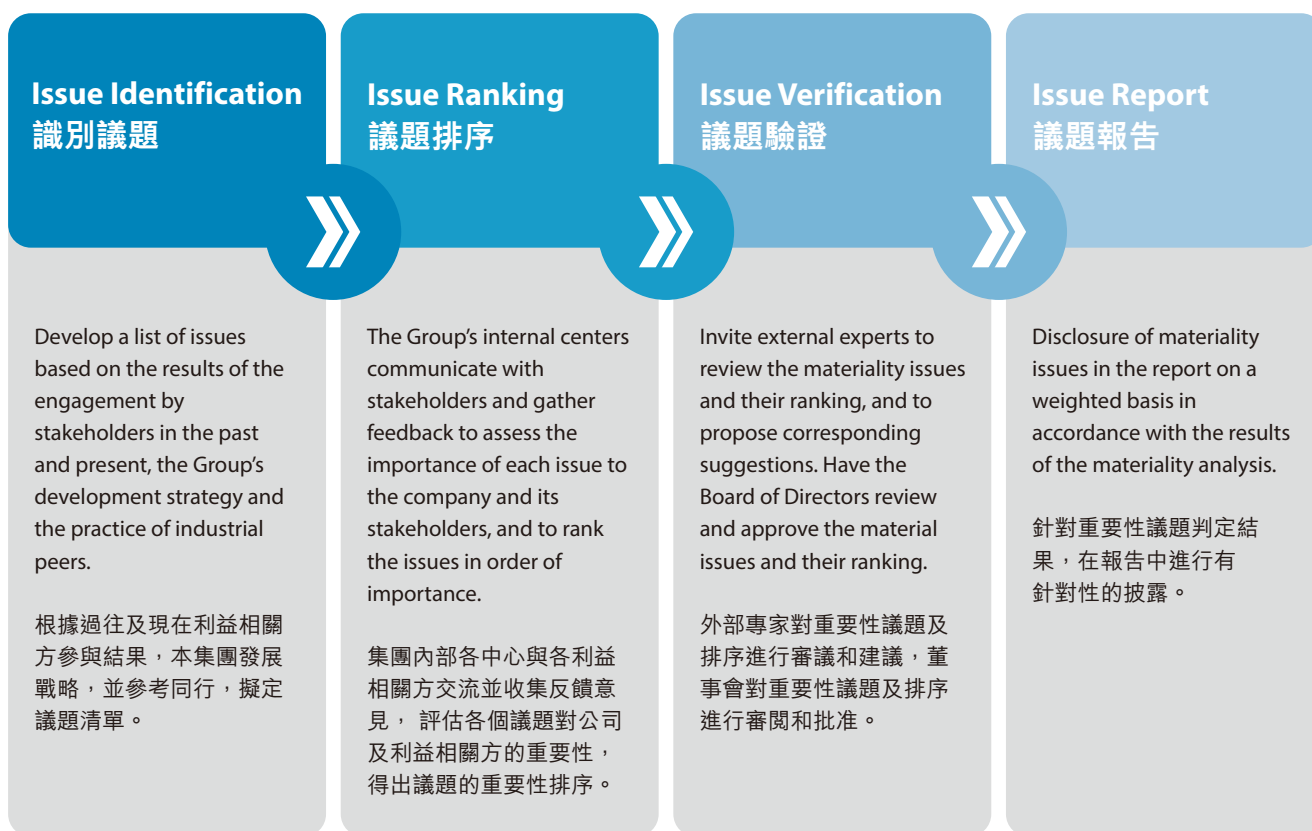 Issue Identification
識別議題
Develop a list of issues
based on the results of the
engagement by
stakeholders in the past
and present, the Group's
development strategy and
the practice of industrial
peers.
根據過往及現在利益相關
方參與結果，本集團發展
戰略，並參考同行，擬定
議題清單。
Issue Ranking
議題排序
The Group's internal centers
communicate with
stakeholders and gather
feedback to assess the
importance of each issue to
the company and its
stakeholders, and to rank
the issues in order of
importance.
集團內部各中心與各利益
相關方交流並收集反饋意
見， 評估各個議題對公司
及利益相關方的重要性，
得出議題的重要性排序。
Issue Verification
議題驗證
Invite external experts to
review the materiality issues
and their ranking, and to
propose corresponding
suggestions. Have the
Board of Directors review
and approve the material
issues and their ranking.
外部專家對重要性議題及
排序進行審議和建議，董
事會對重要性議題及排序
進行審閱和批准。
Issue Report
議題報告
Disclosure of materiality
issues in the report on a
weighted basis in
accordance with the results
of the materiality analysis.
針對重要性議題判定結
果，在報告中進行有
針對性的披露。